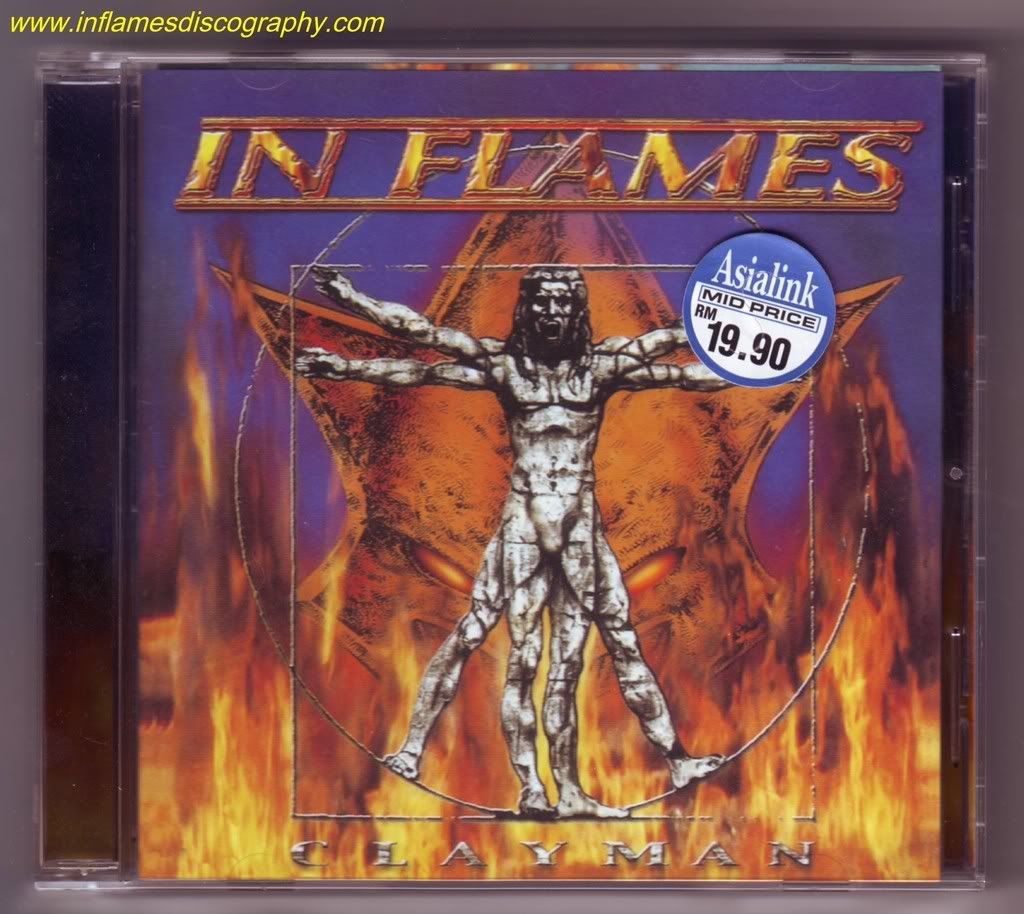 www.inflamesdiscography.com
IN FLAMES
Asialink
MID PRICE
RM
19.90
CLAYMAN